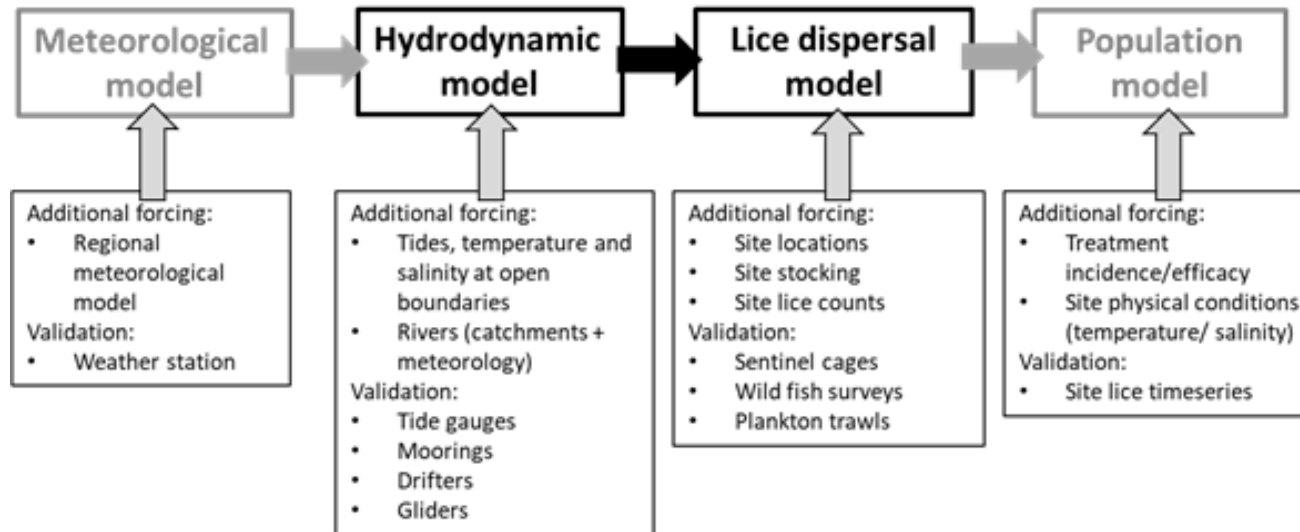 Meteorological
model
Hydrodynamic
model
Lice dispersal
model
Population
model
Additional forcing:
• Regional
meteorological
model
Validation:
• Weather station
Additional forcing:
• Tides, temperature and
salinity at open
boundaries
• Rivers (catchments +
meteorology)
Validation:
• Tide gauges
• Moorings
• Drifters
• Gliders
Additional forcing:
• Site locations
• Site stocking
• Site lice counts
Validation:
• Sentinel cages
• Wild fish surveys
• Plankton trawls
Additional forcing:
• Treatment
incidence/efficacy
• Site physical conditions
(temperature/ salinity)
Validation:
• Site lice timeseries